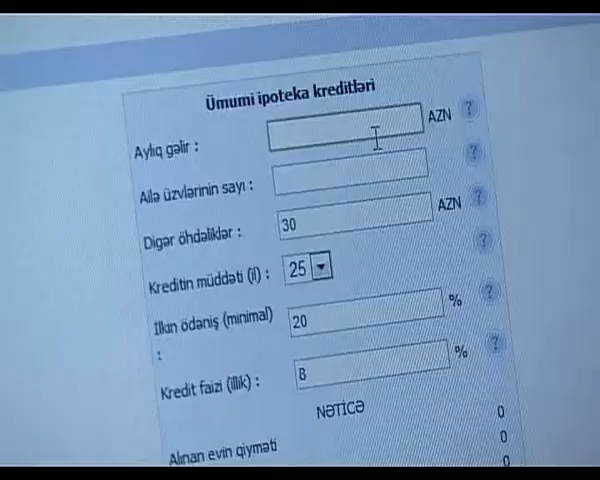 Ümumi ipoteka kreditləri
Aylıq gəlir : AZN ?
Ailə üzvlərinin sayı : ?
Digər öhdəliklər : 30 AZN ?
Kreditin müddəti (il) : 25 ?
İlkin ödəniş (minimal) : 20 % ?
Kredit faizi (illik) : 8 % ?
NƏTİCƏ
0
Alınan evin qiyməti 0
0